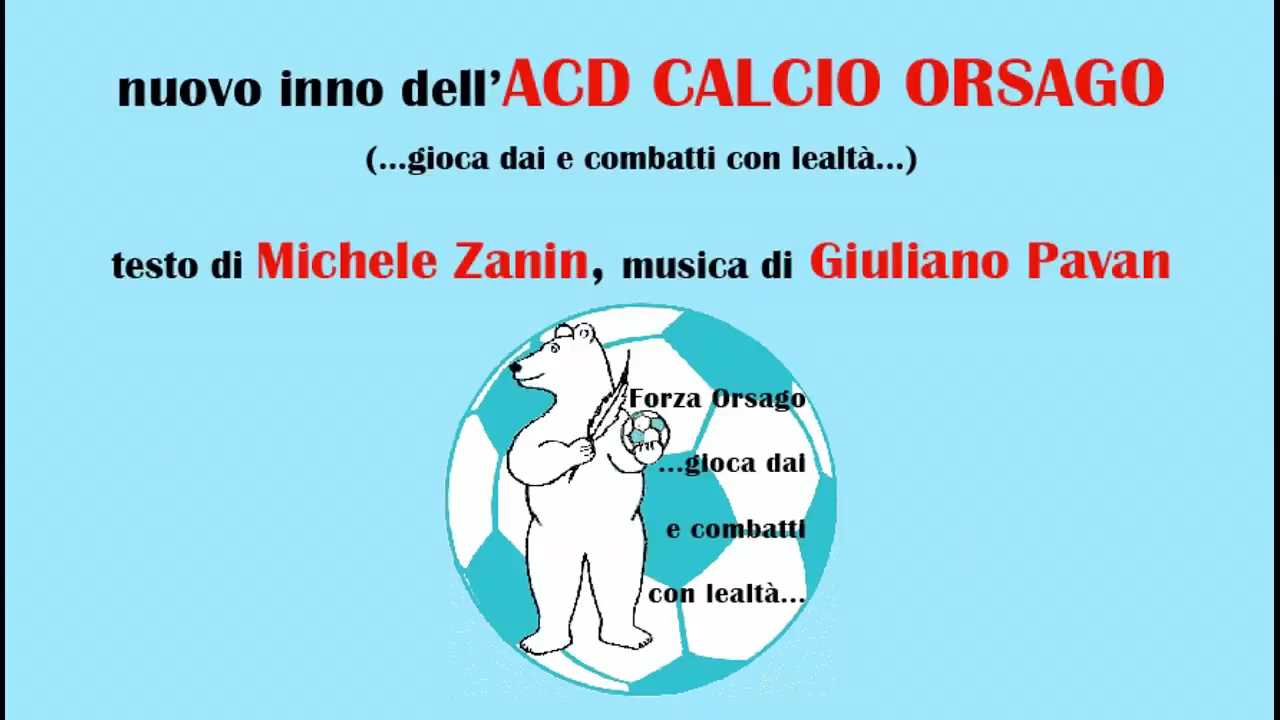 nuovo inno dell’ACD CALCIO ORSAGO
(...gioca dai e combatti con lealtà...)
testo di Michele Zanin, musica di Giuliano Pavan
Forza Orsago
...gioca dai
e combatti
con lealtà...